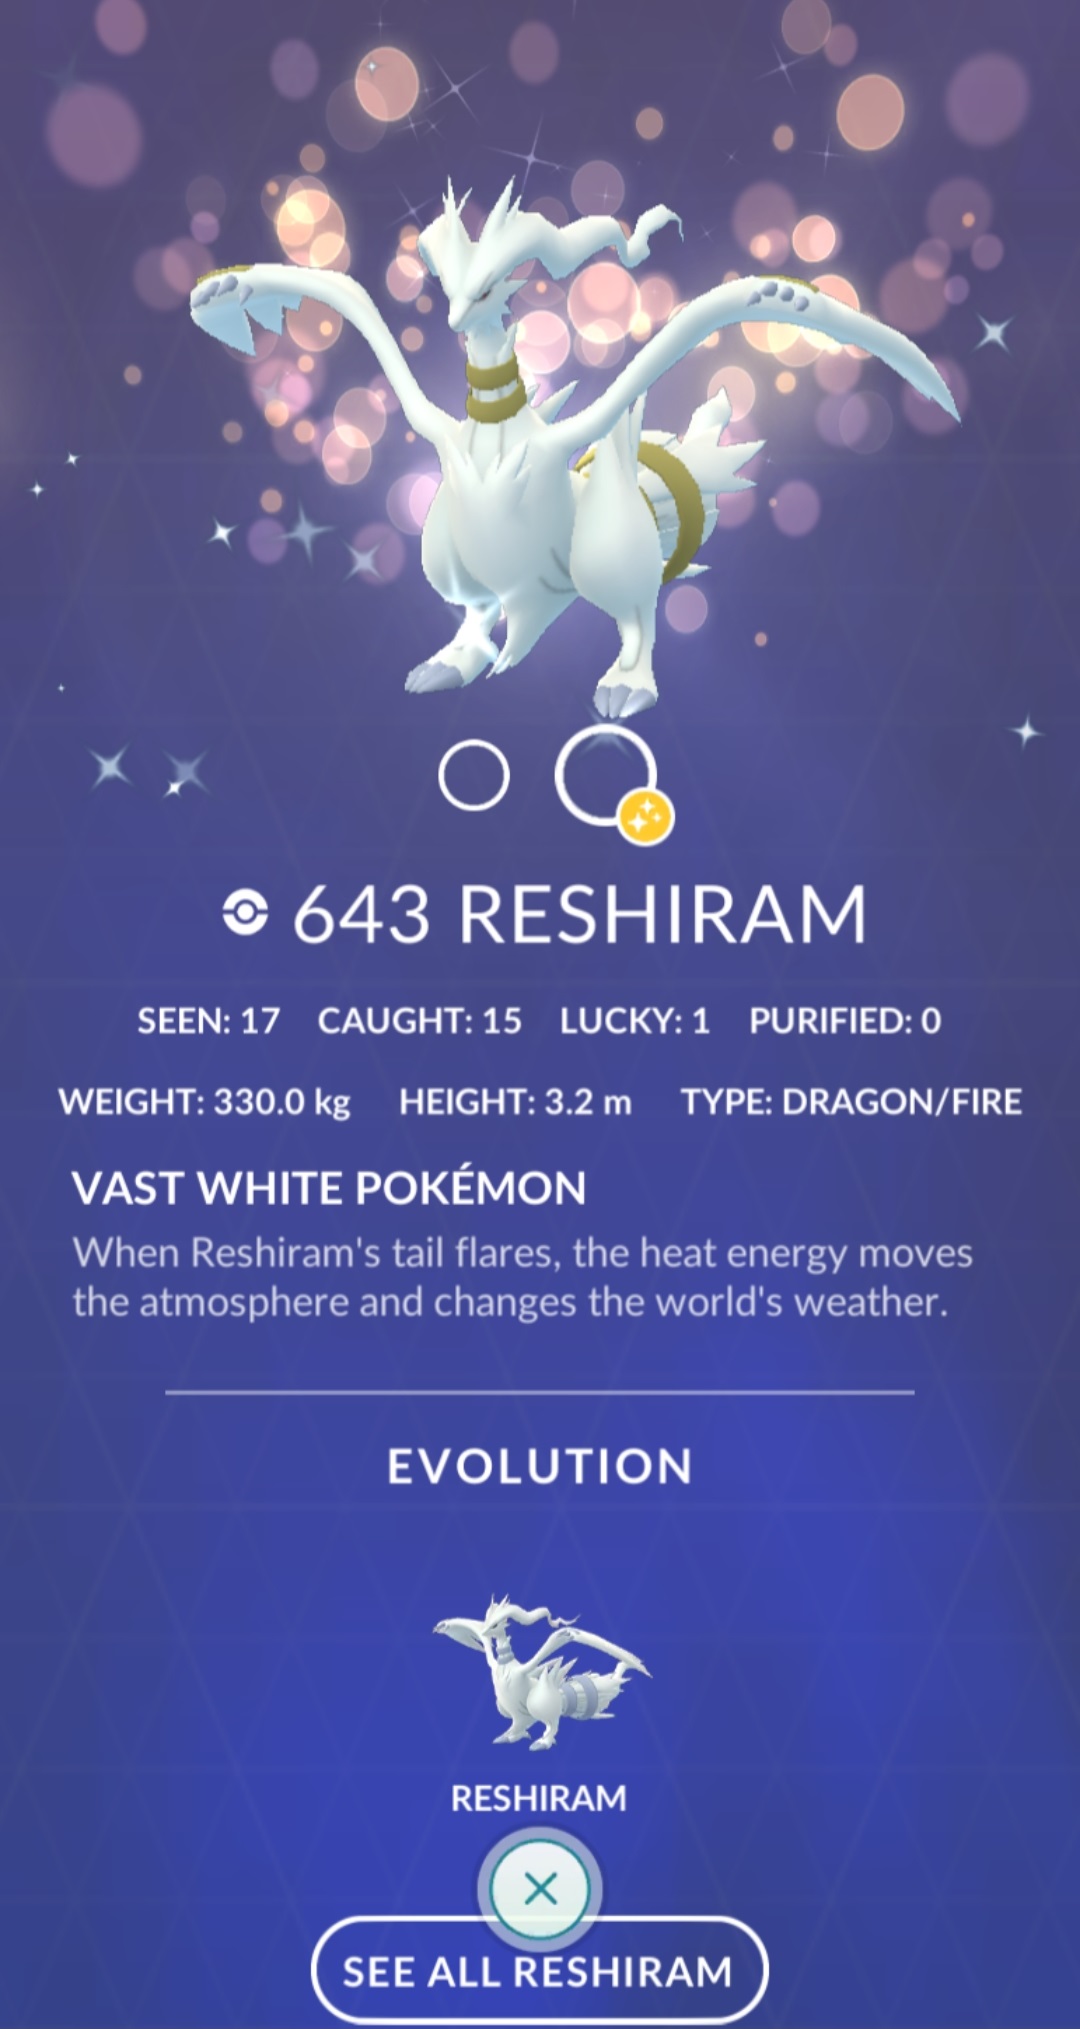 643 RESHIRAM
SEEN: 17 CAUGHT: 15 LUCKY: 1 PURIFIED: 0
WEIGHT: 330.0 kg HEIGHT: 3.2 m TYPE: DRAGON/FIRE
VAST WHITE POKÉMON
When Reshiram's tail flares, the heat energy moves
the atmosphere and changes the world's weather.
EVOLUTION
RESHIRAM
SEE ALL RESHIRAM